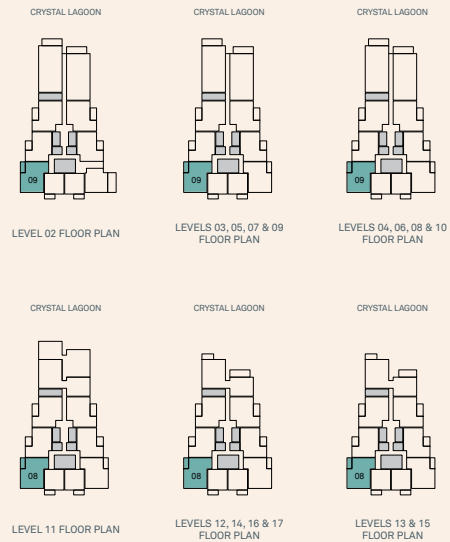 CRYSTAL LAGOON CRYSTAL LAGOON CRYSTAL LAGOON
09 09 09
LEVEL 02 FLOOR PLAN
LEVELS 03, 05, 07 & 09
FLOOR PLAN
LEVELS 04, 06, 08 & 10
FLOOR PLAN
CRYSTAL LAGOON CRYSTAL LAGOON CRYSTAL LAGOON
08 08 08
LEVEL 11 FLOOR PLAN
LEVELS 12, 14, 16 & 17
FLOOR PLAN
LEVELS 13 & 15
FLOOR PLAN